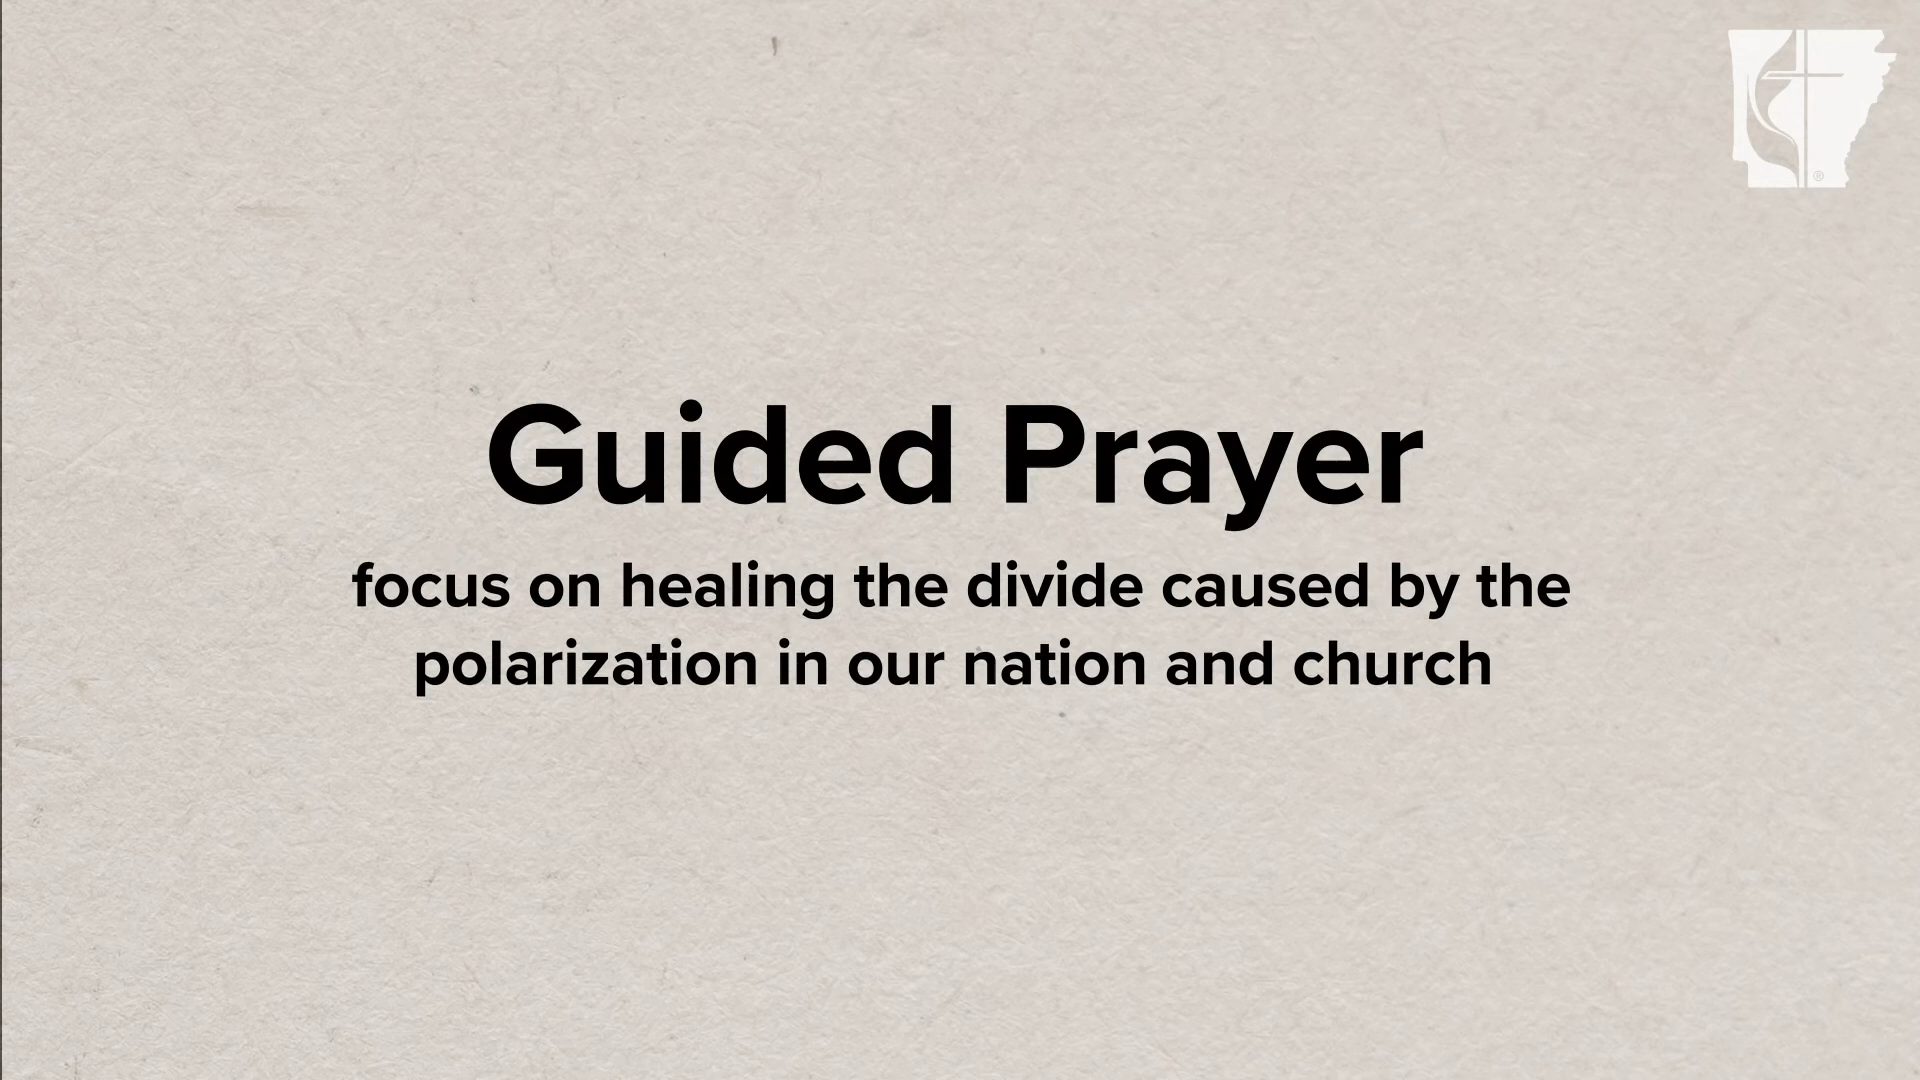 Guided Prayer
focus on healing the divide caused by the
polarization in our nation and church
®